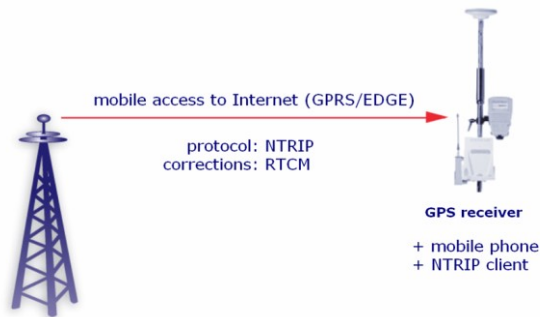 mobile access to Internet (GPRS/EDGE)
protocol: NTRIP
corrections: RTCM
GPS receiver
+ mobile phone
+ NTRIP client